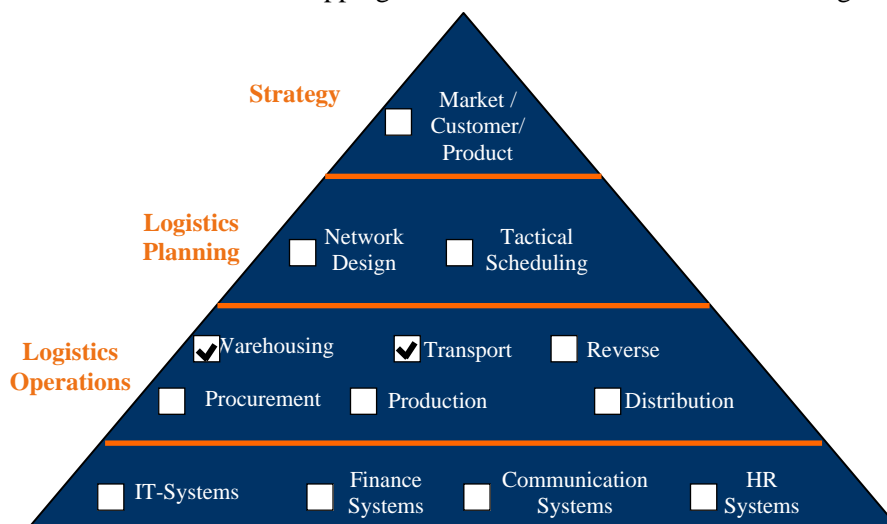 pping
Strategy
Market /
Customer/
Product
Logistics
Planning
Network
Design
Tactical
Scheduling
Logistics
Operations
Warehousing
Transport
Reverse
Procurement
Production
Distribution
IT-Systems
Finance
Systems
Communication
Systems
HR
Systems